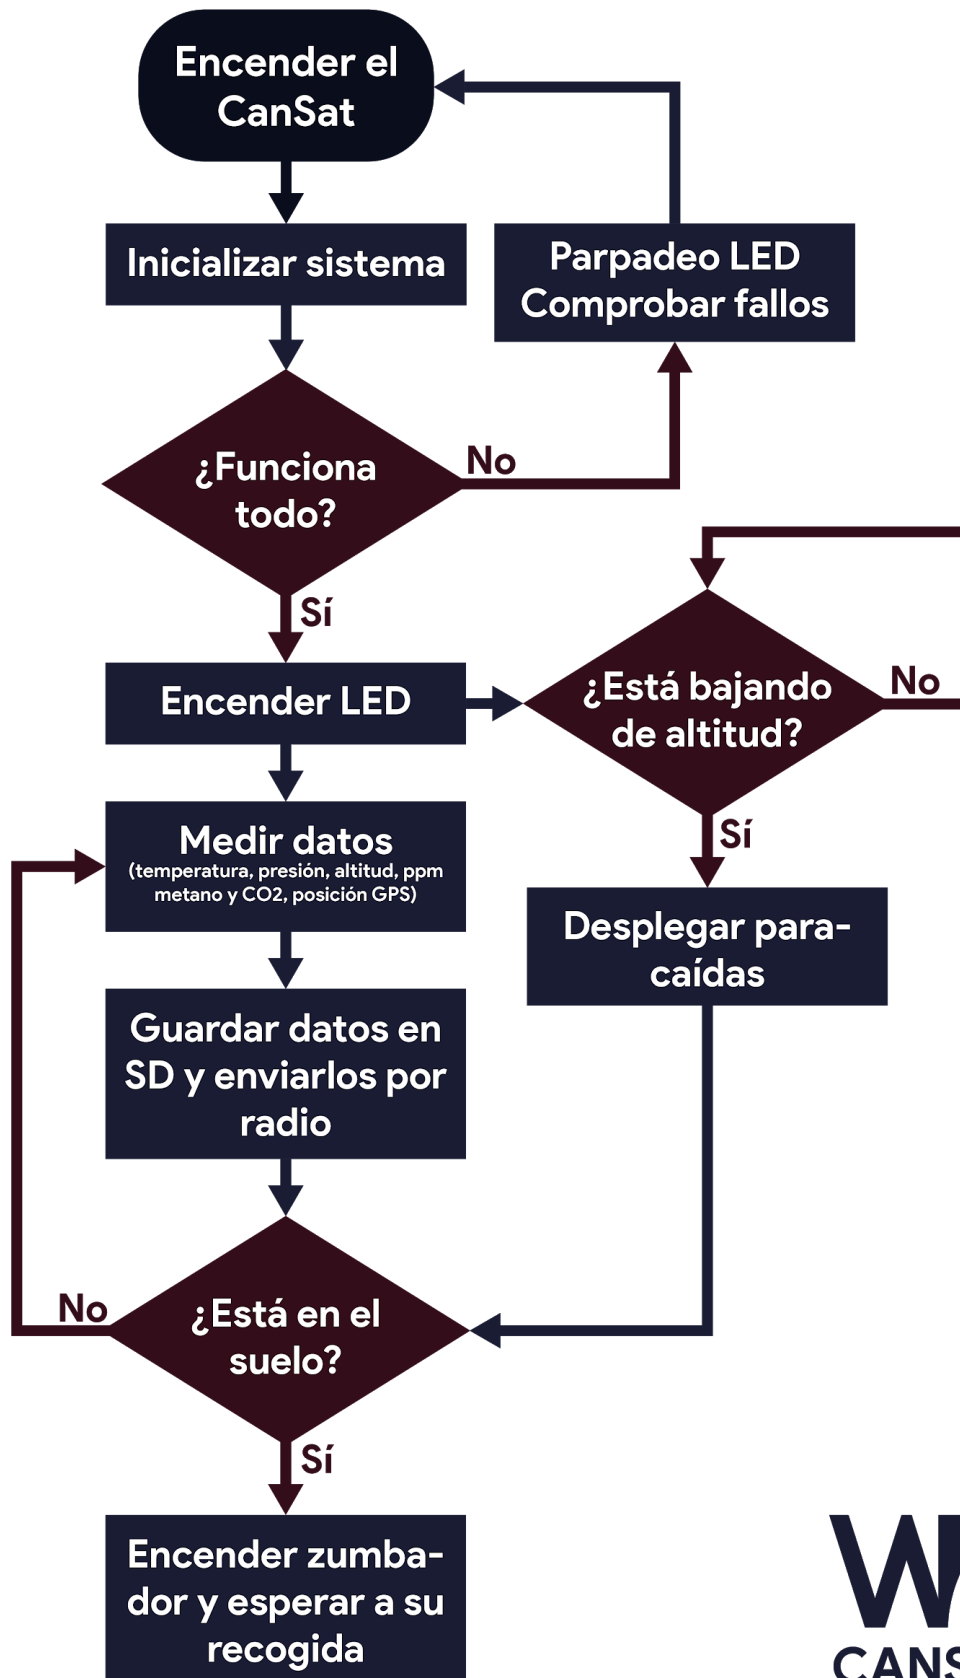 Encender el
CanSat
Inicializar sistema
Parpadeo LED
Comprobar fallos
¿Funciona
todo?
No
Sí
Encender LED
¿Está bajando
de altitud?
No
Sí
Medir datos
(temperatura, presión, altitud, ppm
metano y CO2, posición GPS)
Desplegar para-
caídas
Guardar datos en
SD y enviarlos por
radio
¿Está en el
suelo?
No
Sí
Encender zumba-
dor y esperar a su
recogida
W
CANS